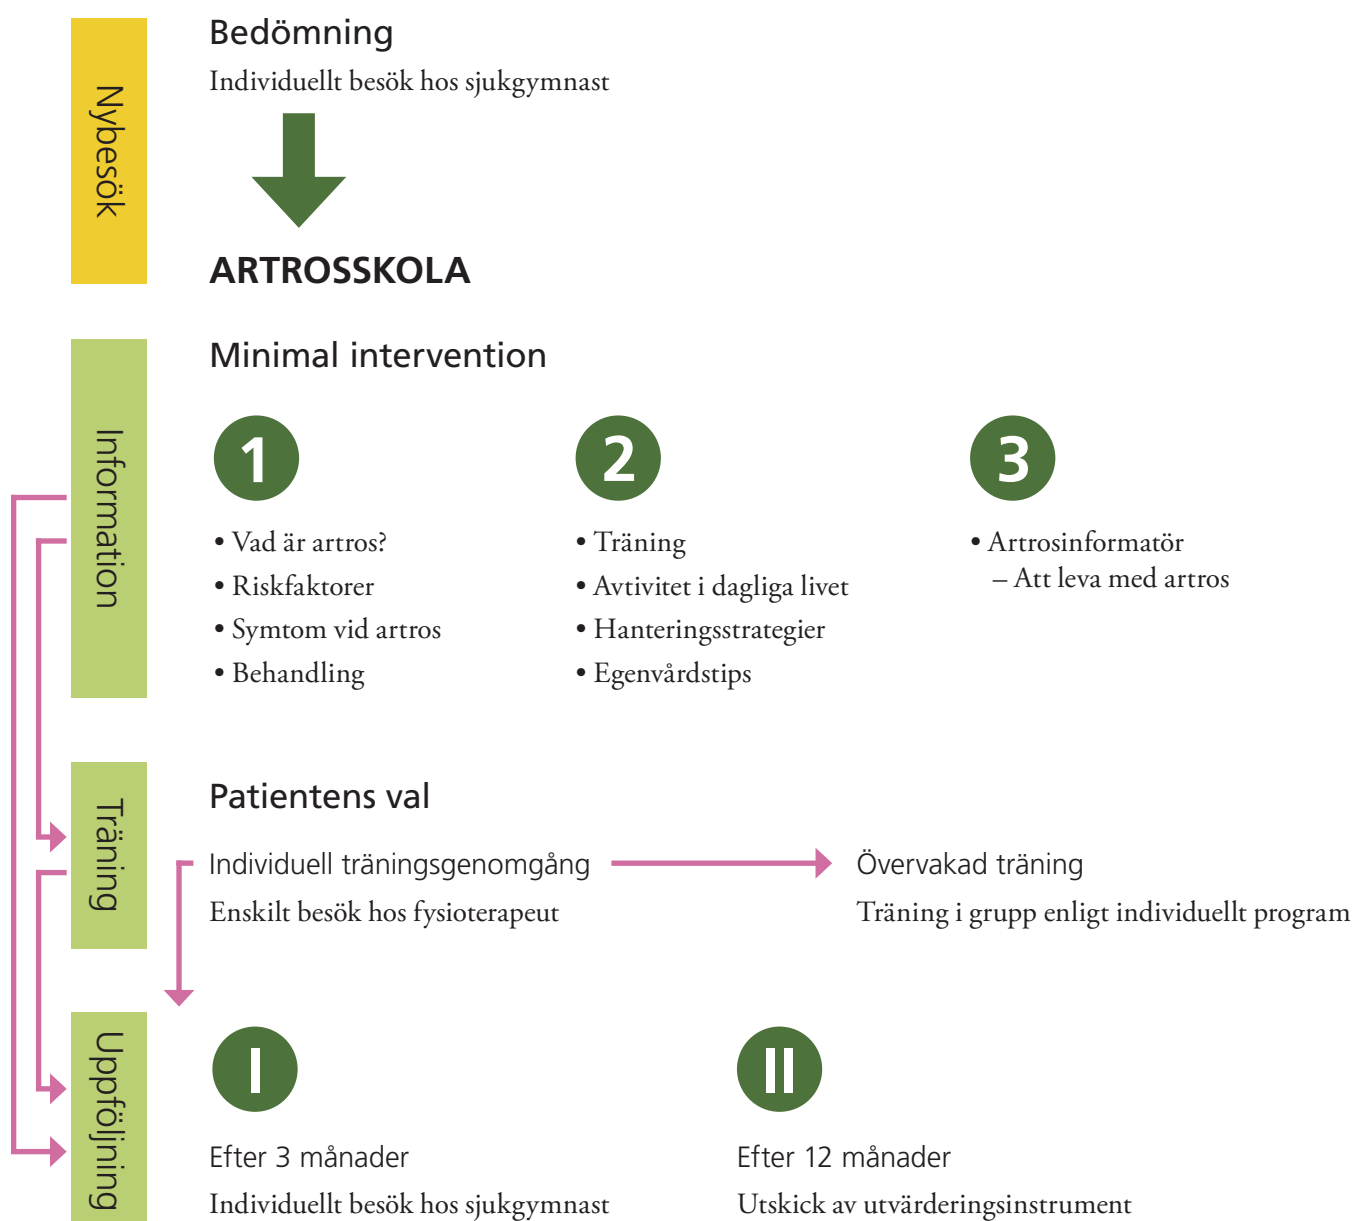 Nybesök
Bedömning
Individuellt besök hos sjukgymnast
ARTROSSKOLA
Information
Minimal intervention
1
• Vad är artros?
• Riskfaktorer
• Symtom vid artros
• Behandling
2
• Träning
• Avtivitet i dagliga livet
• Hanteringsstrategier
• Egenvårdstips
3
• Artrosinformatör
– Att leva med artros
Träning
Patientens val
Individuell träningsgenomgång
Enskilt besök hos fysioterapeut
Övervakad träning
Träning i grupp enligt individuellt program
Uppföljning
I
Efter 3 månader
Individuellt besök hos sjukgymnast
II
Efter 12 månader
Utskick av utvärderingsinstrument